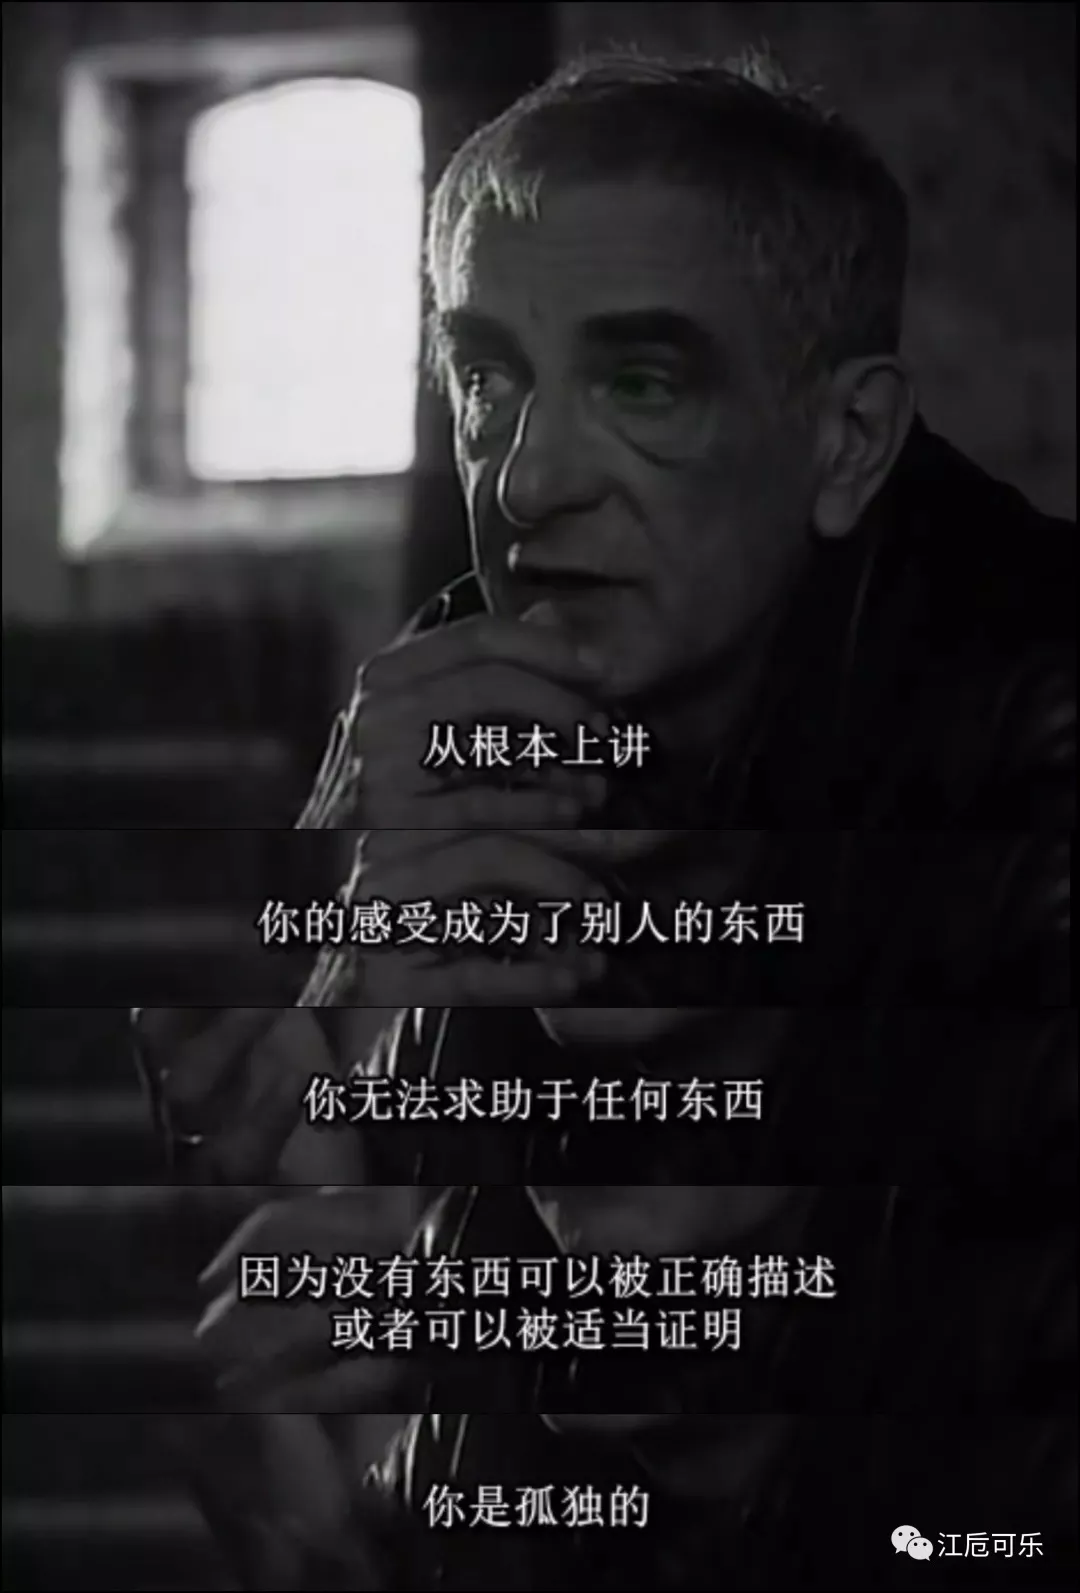 从根本上讲
你的感受成为了别人的东西
你无法求助于任何东西
因为没有东西可以被正确描述
或者可以被适当证明
你是孤独的
江卮可乐